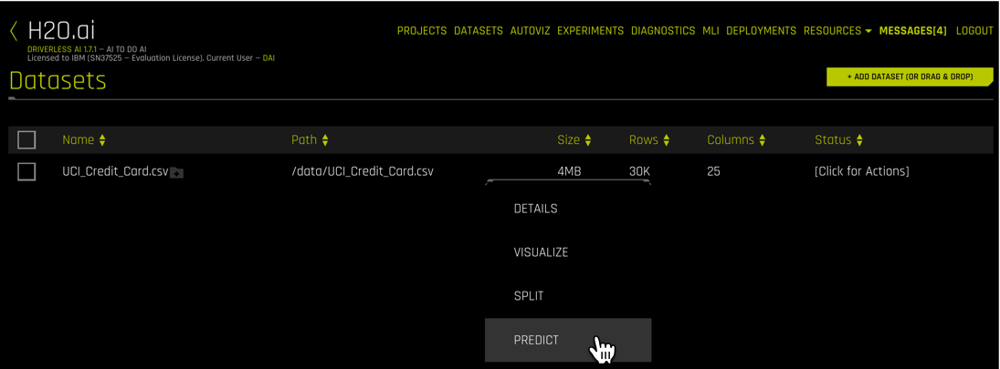 H2O.ai
DRIVERLESS AI 1.7.1 – AI TO DO AI
Licensed to IBM (SN37525 – Evaluation License). Current User – DAI
PROJECTS DATASETS AUTOVIZ EXPERIMENTS DIAGNOSTICS MLI DEPLOYMENTS RESOURCES MESSAGES[4] LOGOUT
Datasets
+ ADD DATASET (OR DRAG & DROP)
Name Path Size Rows Columns Status
UCI_Credit_Card.csv /data/UCI_Credit_Card.csv 4MB 30K 25 [Click for Actions]
DETAILS
VISUALIZE
SPLIT
PREDICT